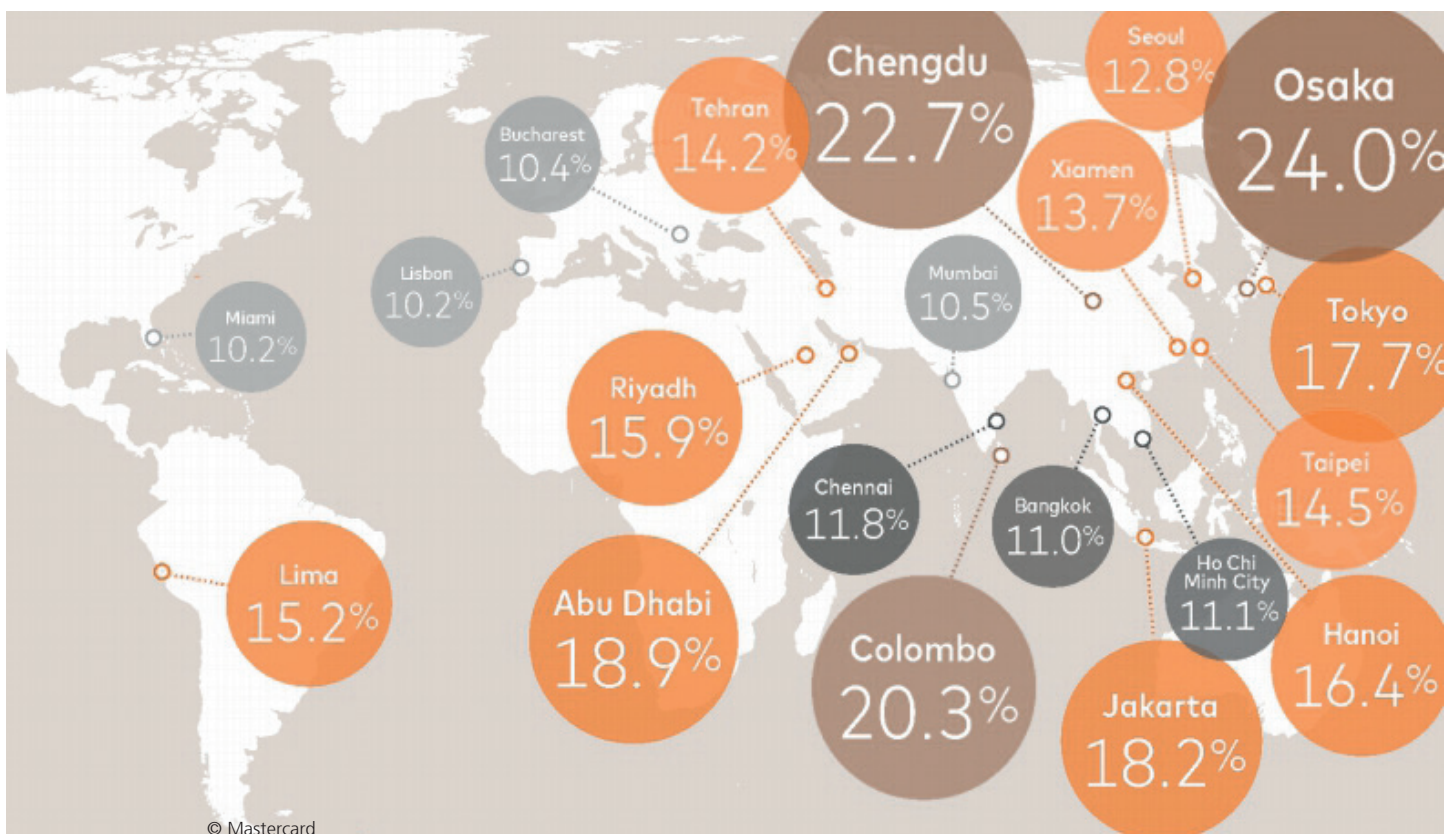 Chengdu
22.7%
Seoul
12.8%
Osaka
24.0%
Tehran
14.2%
Bucharest
10.4%
Xiamen
13.7%
Lisbon
10.2%
Mumbai
10.5%
Miami
10.2%
Tokyo
17.7%
Riyadh
15.9%
Taipei
14.5%
Chennai
11.8%
Bangkok
11.0%
Ho Chi
Minh City
11.1%
Lima
15.2%
Abu Dhabi
18.9%
Colombo
20.3%
Hanoi
16.4%
Jakarta
18.2%
© Mastercard